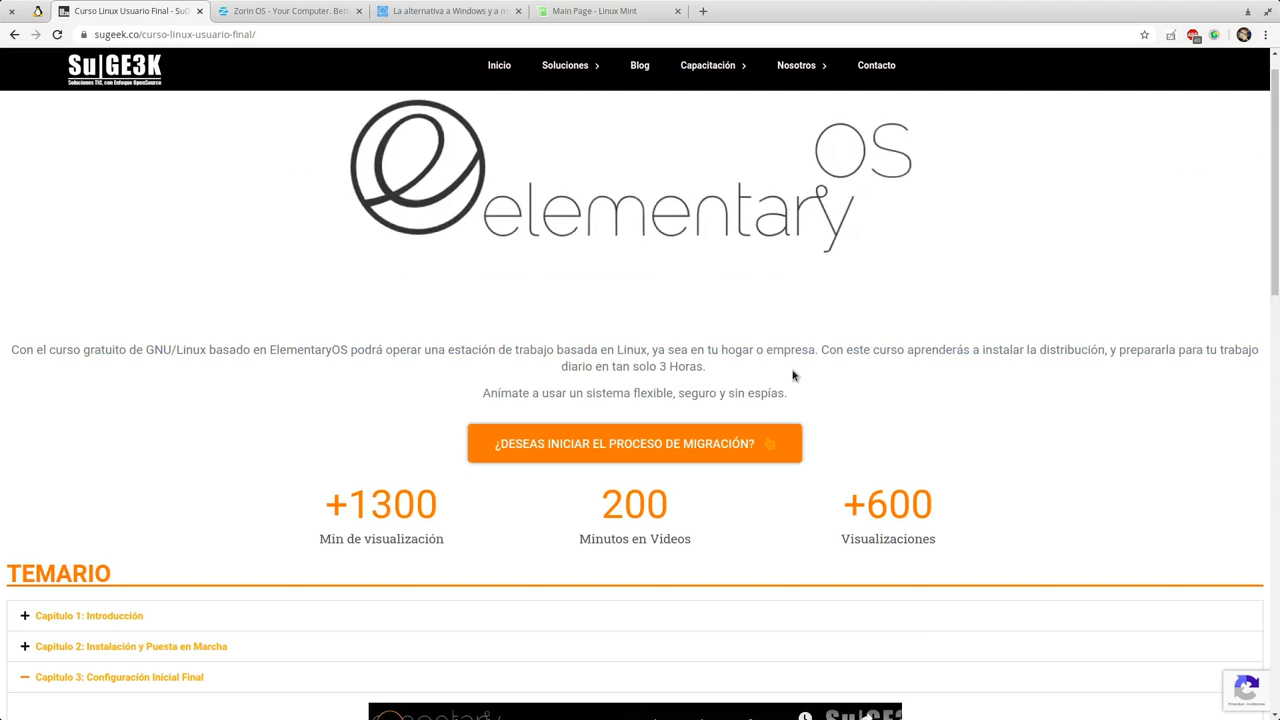 Curso Linux Usuario Final - SuG
Zorin OS - Your Computer. Bett
La alternativa a Windows y a m
Main Page - Linux Mint
sugeek.co/curso-linux-usuario-final/
Su|GE3K
Soluciones TIC, con Enfoque OpenSource
Inicio
Soluciones
Blog
Capacitación
Nosotros
Contacto
e elementary OS
Con el curso gratuito de GNU/Linux basado en ElementaryOS podrá operar una estación de trabajo basada en Linux, ya sea en tu hogar o empresa. Con este curso aprenderás a instalar la distribución, y prepararla para tu trabajo
diario en tan solo 3 Horas.
Anímate a usar un sistema flexible, seguro y sin espías.
¿DESEAS INICIAR EL PROCESO DE MIGRACIÓN?
+1300
200
+600
Min de visualización
Minutos en Videos
Visualizaciones
TEMARIO
Capitulo 1: Introducción
Capitulo 2: Instalación y Puesta en Marcha
Capitulo 3: Configuración Inicial Final